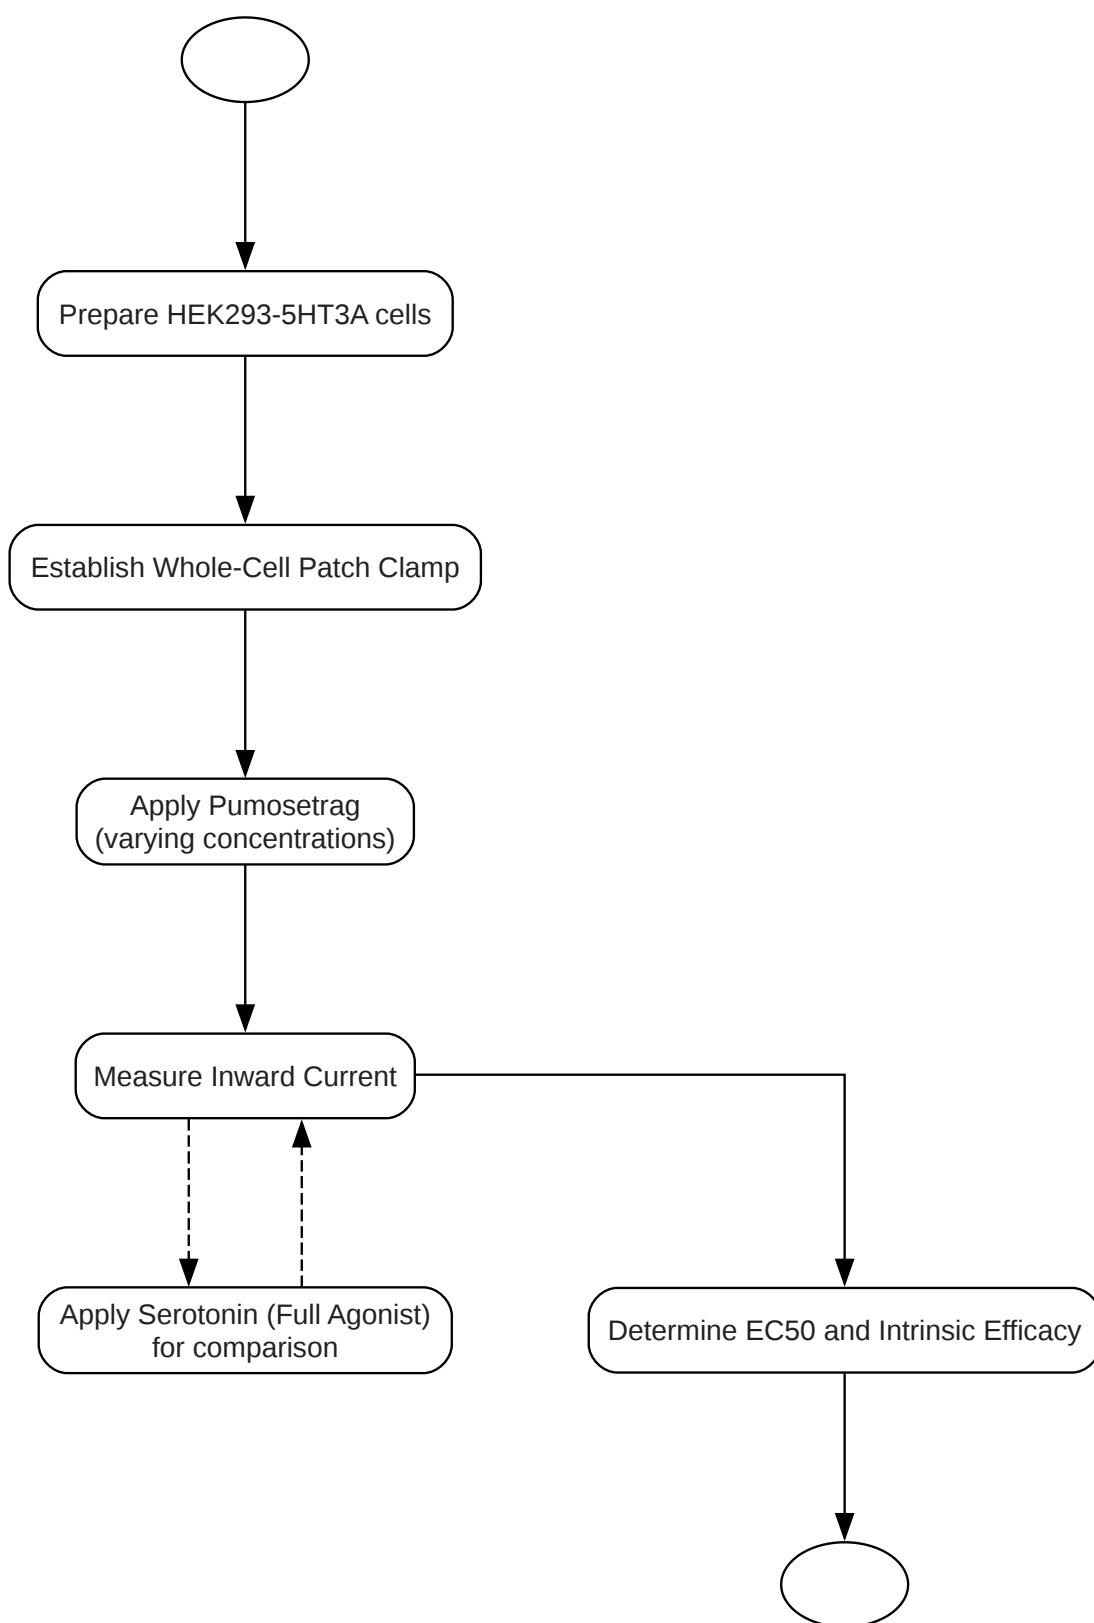 Prepare HEK293-5HT3A cells
Establish Whole-Cell Patch Clamp
Apply Pumosetrag
(varying concentrations)
Measure Inward Current
Apply Serotonin (Full Agonist)
for comparison
Determine EC50 and Intrinsic Efficacy